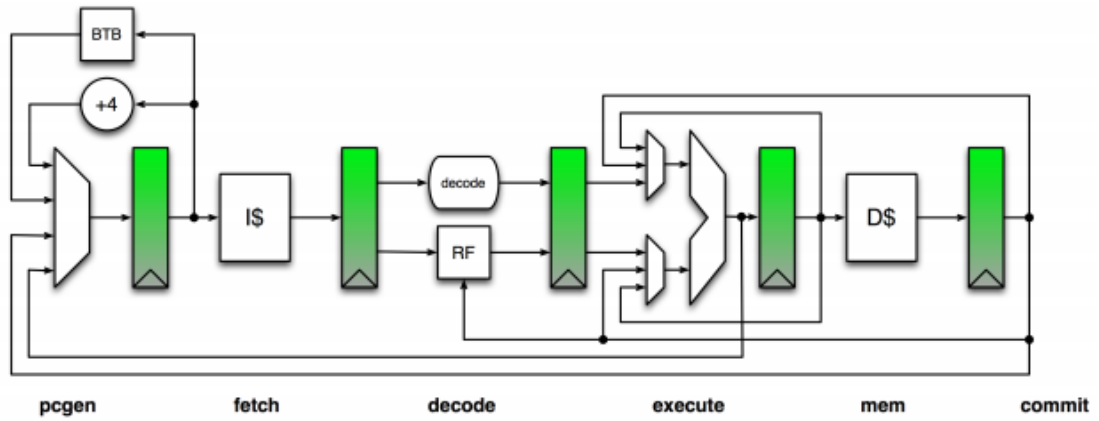 BTB
+4
I$
decode
RF
D$
pcgen fetch decode execute mem commit